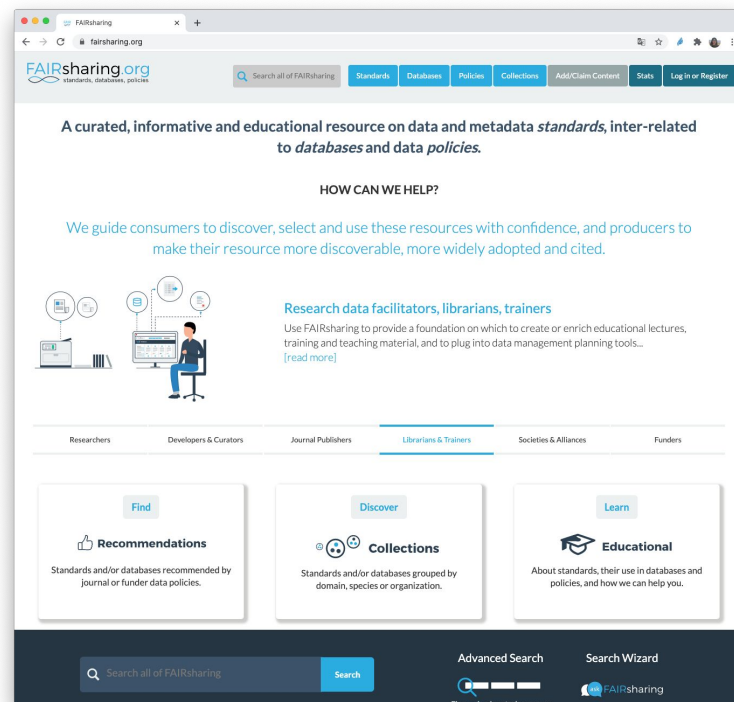 FAIRsharing
fairsharing.org
FAIRsharing.org
standards, databases, policies
Search all of FAIRsharing
Standards
Databases
Policies
Collections
Add/Claim Content
Stats
Log in or Register
A curated, informative and educational resource on data and metadata standards, inter-related
to databases and data policies.
HOW CAN WE HELP?
We guide consumers to discover, select and use these resources with confidence, and producers to
make their resource more discoverable, more widely adopted and cited.
Research data facilitators, librarians, trainers
Use FAIRsharing to provide a foundation on which to create or enrich educational lectures,
training and teaching material, and to plug into data management planning tools...
[read more]
Researchers
Developers & Curators
Journal Publishers
Librarians & Trainers
Societies & Alliances
Funders
Find
Recommendations
Standards and/or databases recommended by
journal or funder data policies.
Discover
Collections
Standards and/or databases grouped by
domain, species or organization.
Learn
Educational
About standards, their use in databases and
policies, and how we can help you.
Search all of FAIRsharing
Search
Advanced Search
Search Wizard
ask FAIRsharing